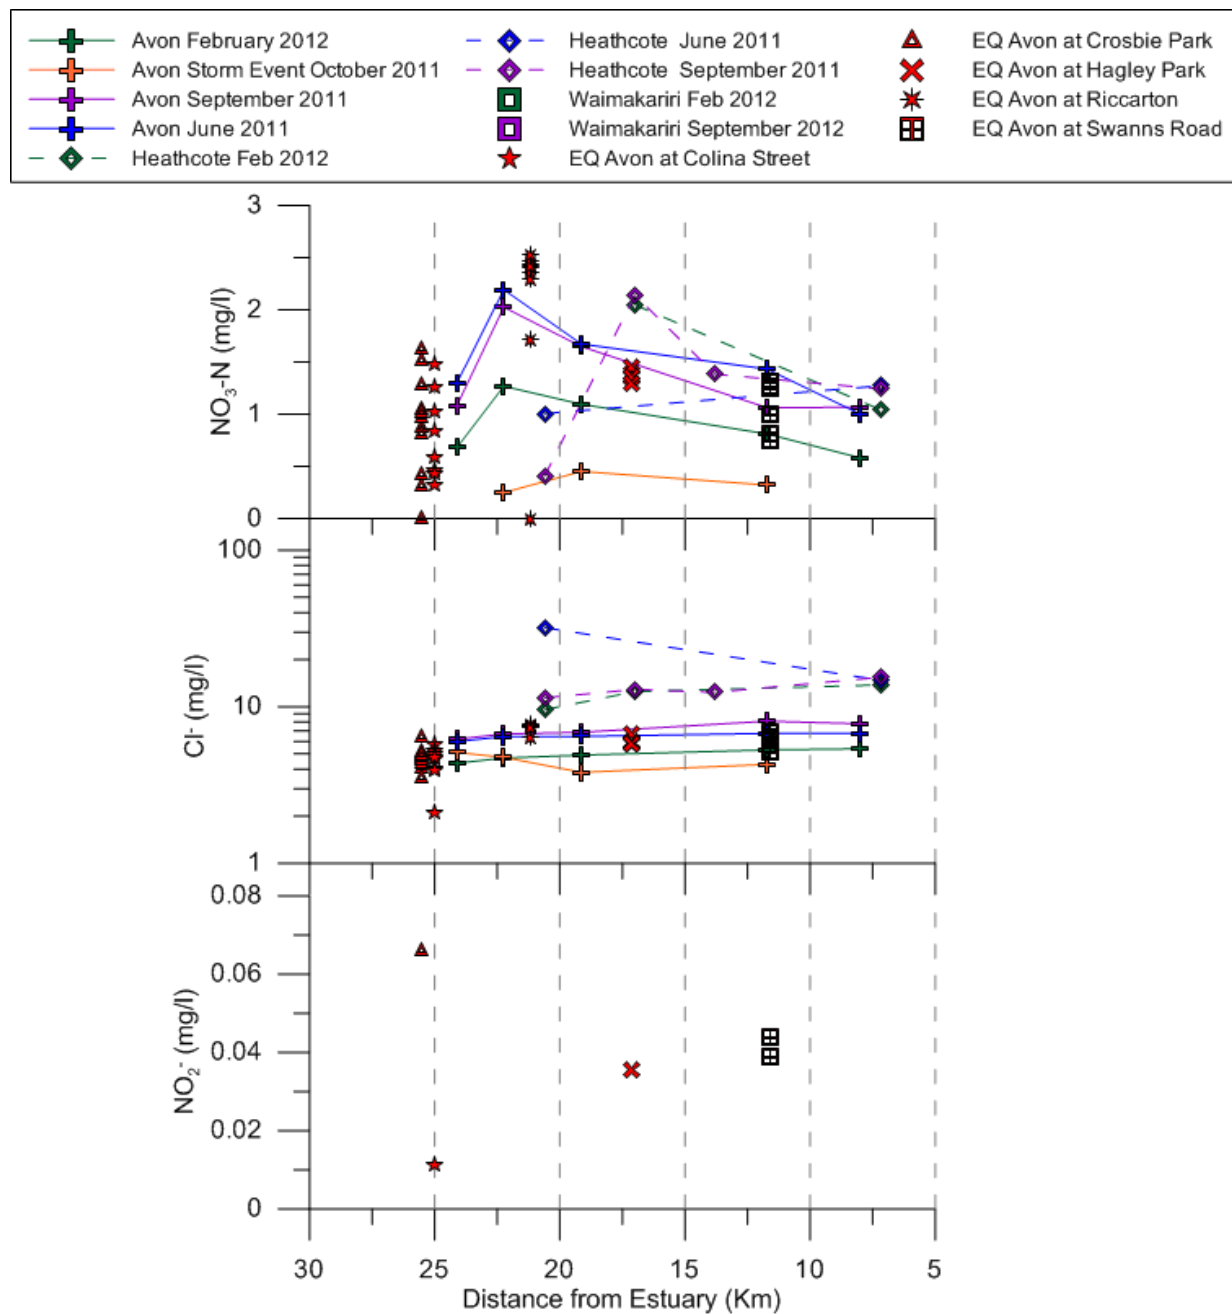 Avon February 2012
Avon Storm Event October 2011
Avon September 2011
Avon June 2011
Heathcote Feb 2012
Heathcote June 2011
Heathcote September 2011
Waimakariri Feb 2012
Waimakariri September 2012
EQ Avon at Colina Street
EQ Avon at Crosbie Park
EQ Avon at Hagley Park
EQ Avon at Riccarton
EQ Avon at Swanns Road
NO₃-N (mg/l)
3
2
1
0
Cl- (mg/l)
100
10
1
NO₂- (mg/l)
0.08
0.06
0.04
0.02
0
30 25 20 15 10 5
Distance from Estuary (Km)